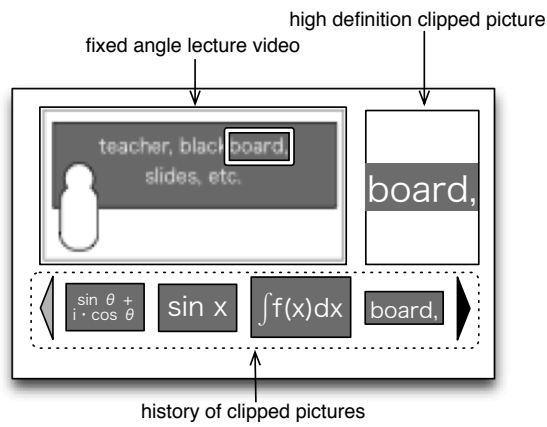 high definition clipped picture
fixed angle lecture video
teacher, blackboard,
slides, etc.
board,
sin θ +
i · cos θ
sin x
∫f(x)dx
board,
history of clipped pictures